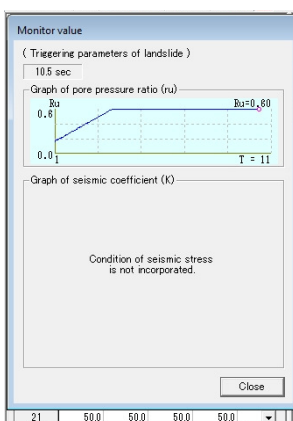 Monitor value
( Triggering parameters of landslide )
10.5 sec
Graph of pore pressure ratio (ru)
Ru
Ru=0.60
0.6
0.0
1
T = 11
Graph of seismic coefficient (K)
Condition of seismic stress
is not incorporated.
Close
21 50.0 50.0 50.0 50.0